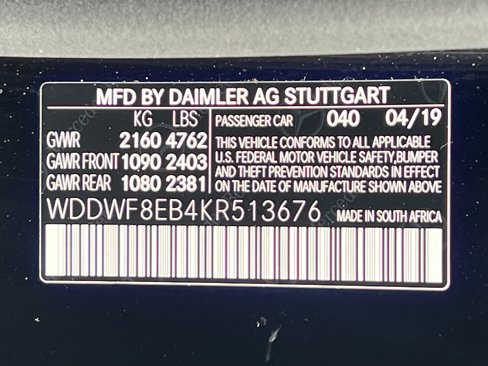 MFD BY DAIMLER AG STUTTGART
KG LBS PASSENGER CAR 040 04/19
GWR 2160 4762 THIS VEHICLE CONFORMS TO ALL APPLICABLE
GAWR FRONT 1090 2403 U.S. FEDERAL MOTOR VEHICLE SAFETY, BUMPER
AND THEFT PREVENTION STANDARDS IN EFFECT
GAWR REAR 1080 2381 ON THE DATE OF MANUFACTURE SHOWN ABOVE
WDDWF8EB4KR513676 MADE IN SOUTH AFRICA